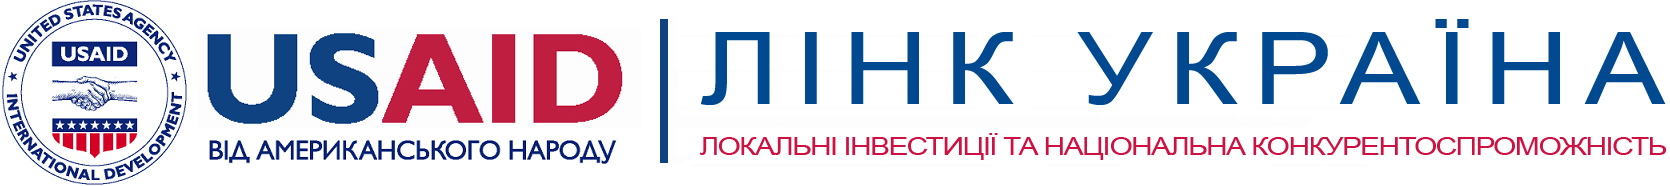 UNITED STATES AGENCY
USAID
INTERNATIONAL DEVELOPMENT
USAID
ВІД АМЕРИКАНСЬКОГО НАРОДУ
ЛІНК УКРАЇНА
ЛОКАЛЬНІ ІНВЕСТИЦІЇ ТА НАЦІОНАЛЬНА КОНКУРЕНТОСПРОМОЖНІСТЬ